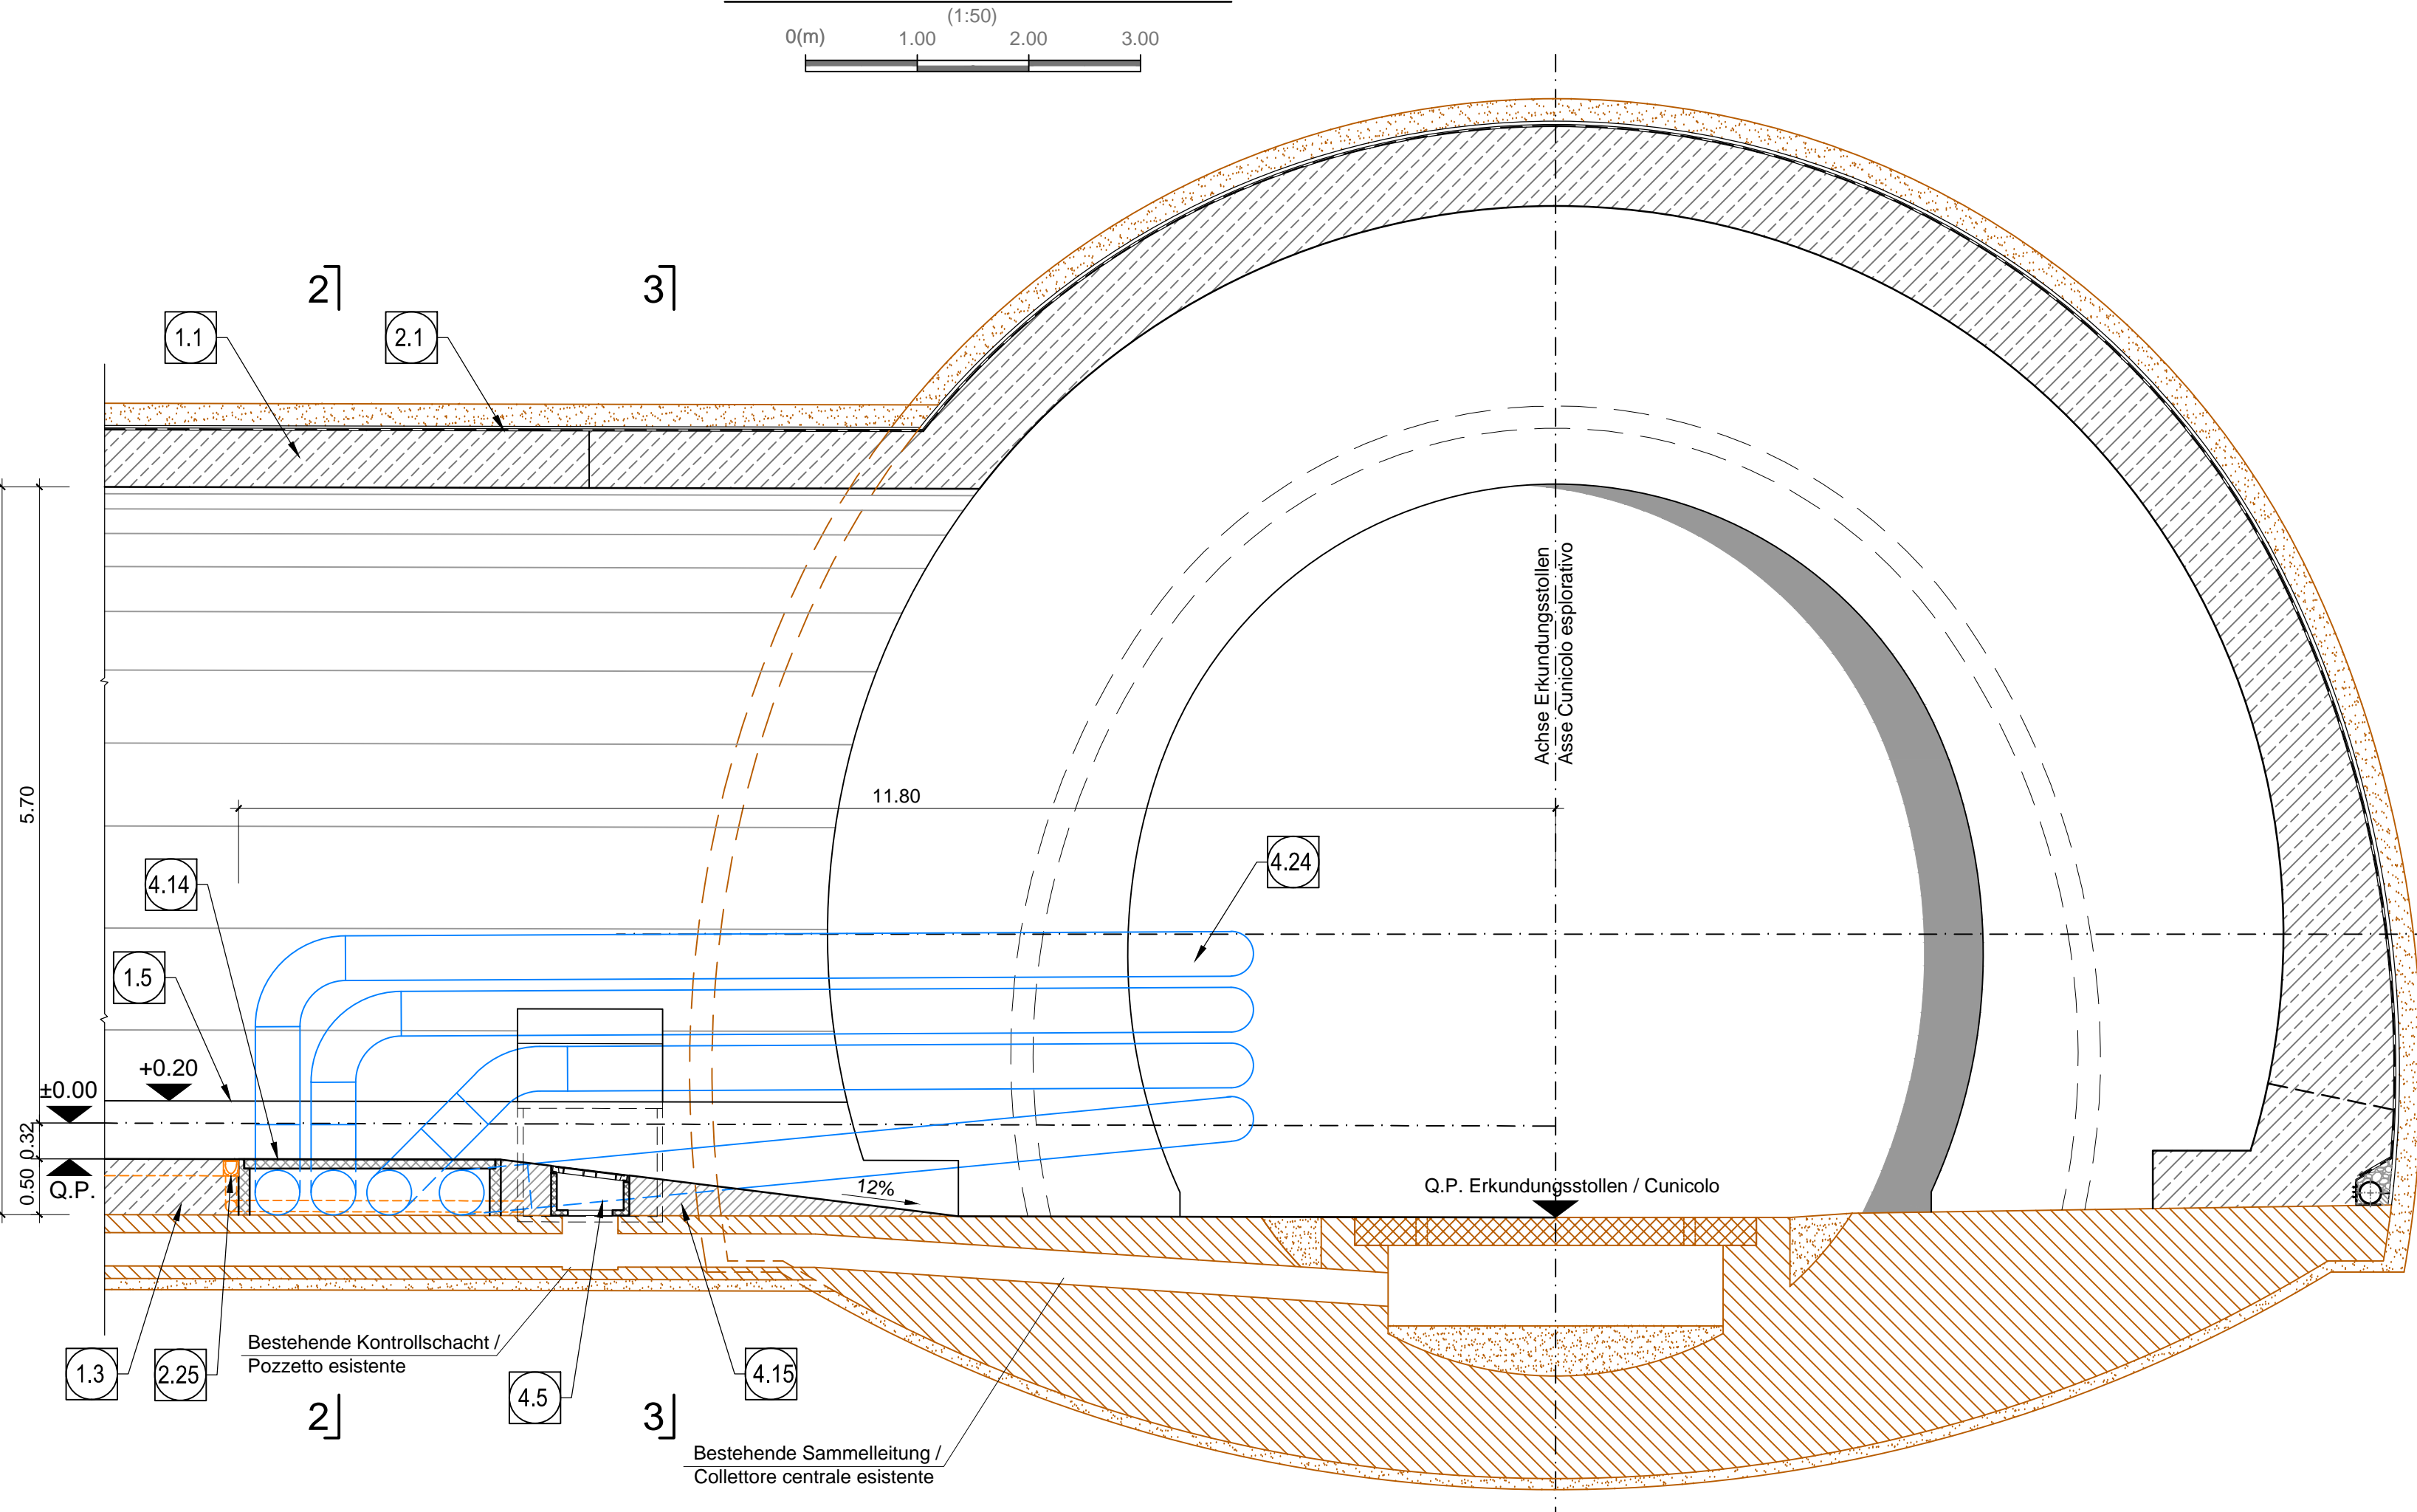 (1:50)
0(m) 1.00 2.00 3.00
2 3
1.1 2.1
Achse Erkundungsstollen
Asse Cunicolo esplorativo
5.70
11.80
4.14 4.24
1.5
+0.20
±0.00
0.32
Q.P.
0.50
12%
Q.P. Erkundungsstollen / Cunicolo
Bestehende Kontrollschacht /
Pozzetto esistente
1.3 2.25 4.5 4.15
2 3
Bestehende Sammelleitung /
Collettore centrale esistente